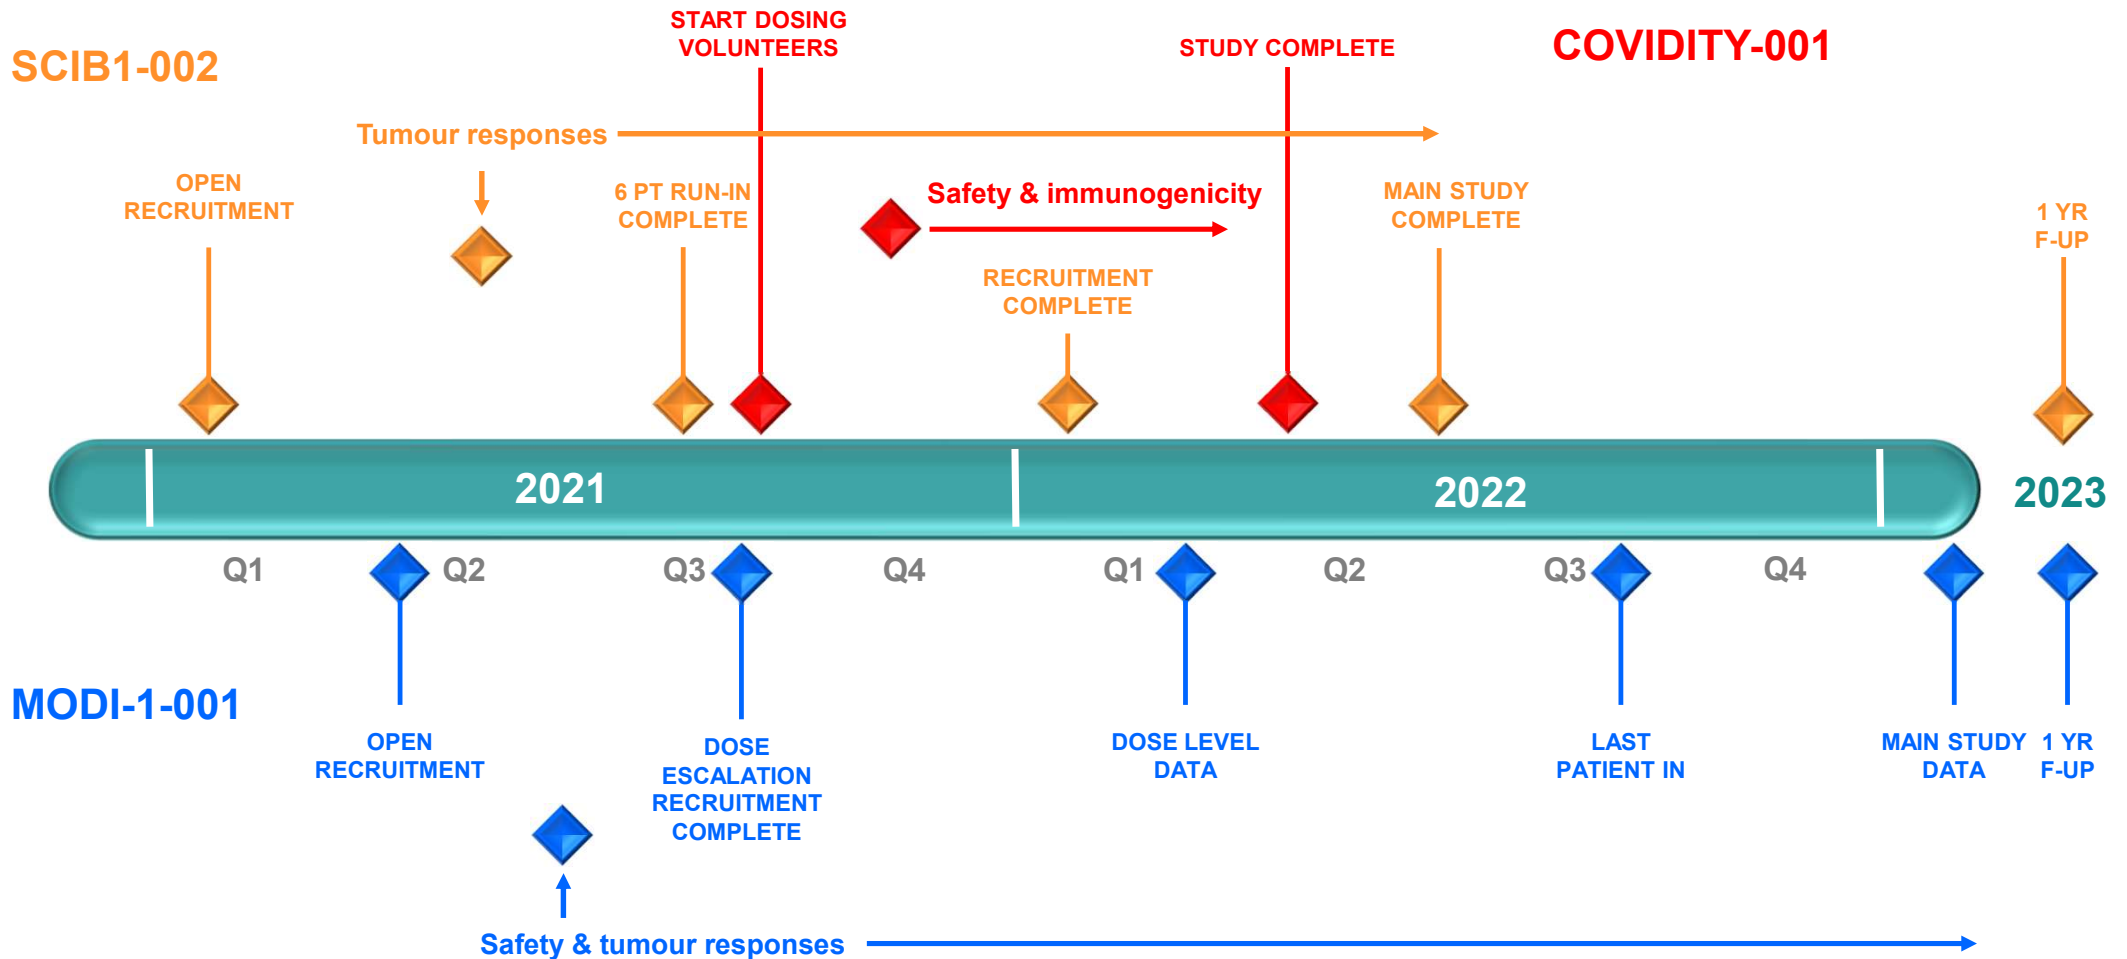 START DOSING
VOLUNTEERS
STUDY COMPLETE
COVIDITY-001
SCIB1-002
Tumour responses
OPEN
RECRUITMENT
6 PT RUN-IN
COMPLETE
Safety & immunogenicity
MAIN STUDY
COMPLETE
1 YR
F-UP
RECRUITMENT
COMPLETE
2021
2022
2023
Q1
Q2
Q3
Q4
Q1
Q2
Q3
Q4
MODI-1-001
OPEN
RECRUITMENT
DOSE
ESCALATION
RECRUITMENT
COMPLETE
DOSE LEVEL
DATA
LAST
PATIENT IN
MAIN STUDY
DATA
1 YR
F-UP
Safety & tumour responses